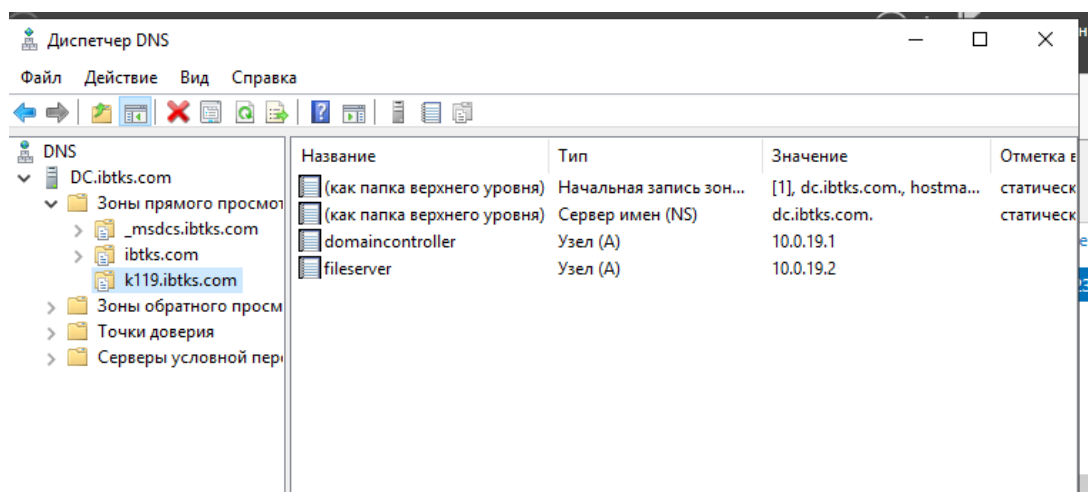 Диспетчер DNS
Файл Действие Вид Справка
DNS
DC.ibtks.com
Зоны прямого просмот
_msdcs.ibtks.com
ibtks.com
k119.ibtks.com
Зоны обратного просм
Точки доверия
Серверы условной пер
Название Тип Значение Отметка в
(как папка верхнего уровня) Начальная запись зон... [1], dc.ibtks.com., hostma... статическ
(как папка верхнего уровня) Сервер имен (NS) dc.ibtks.com. статическ
domaincontroller Узел (A) 10.0.19.1
fileserver Узел (A) 10.0.19.2